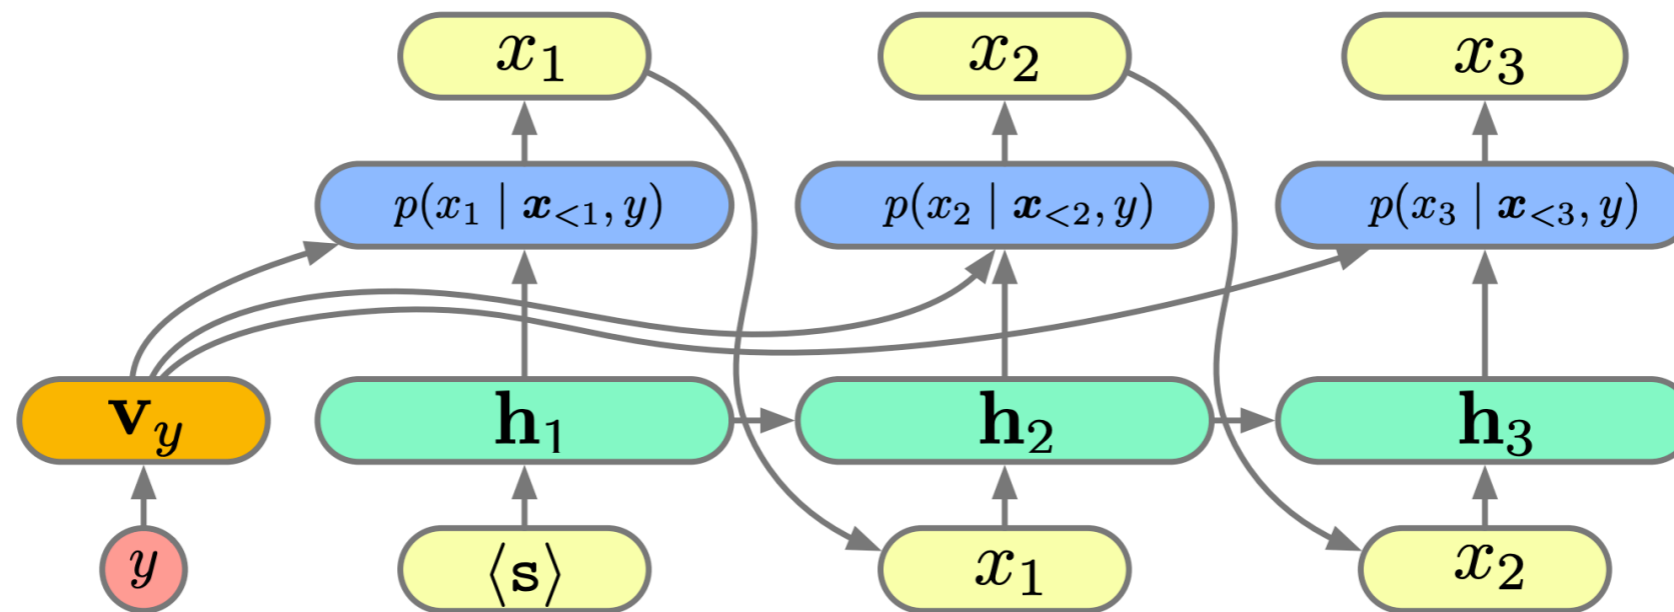 x₁ x₂ x₃
p(x₁ | 𝒙<₁, y) p(x₂ | 𝒙<₂, y) p(x₃ | 𝒙<₃, y)
𝐯y 𝐡₁ 𝐡₂ 𝐡₃
y ⟨s⟩ x₁ x₂